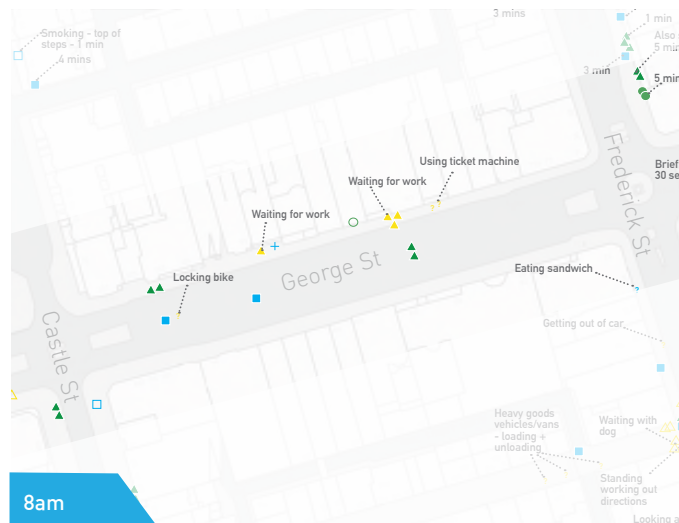 3 mins
1 min
Smoking - top of
steps - 1 min
Also
5 min
4 mins
3 min
5 min
Frederick St
Using ticket machine
Brief
30 se
Waiting for work
Waiting for work
George St
Locking bike
Eating sandwich
Castle St
Getting out of car
Heavy goods
vehicles/vans
- loading +
unloading
Waiting with
dog
Standing
working out
directions
8am
Looking a